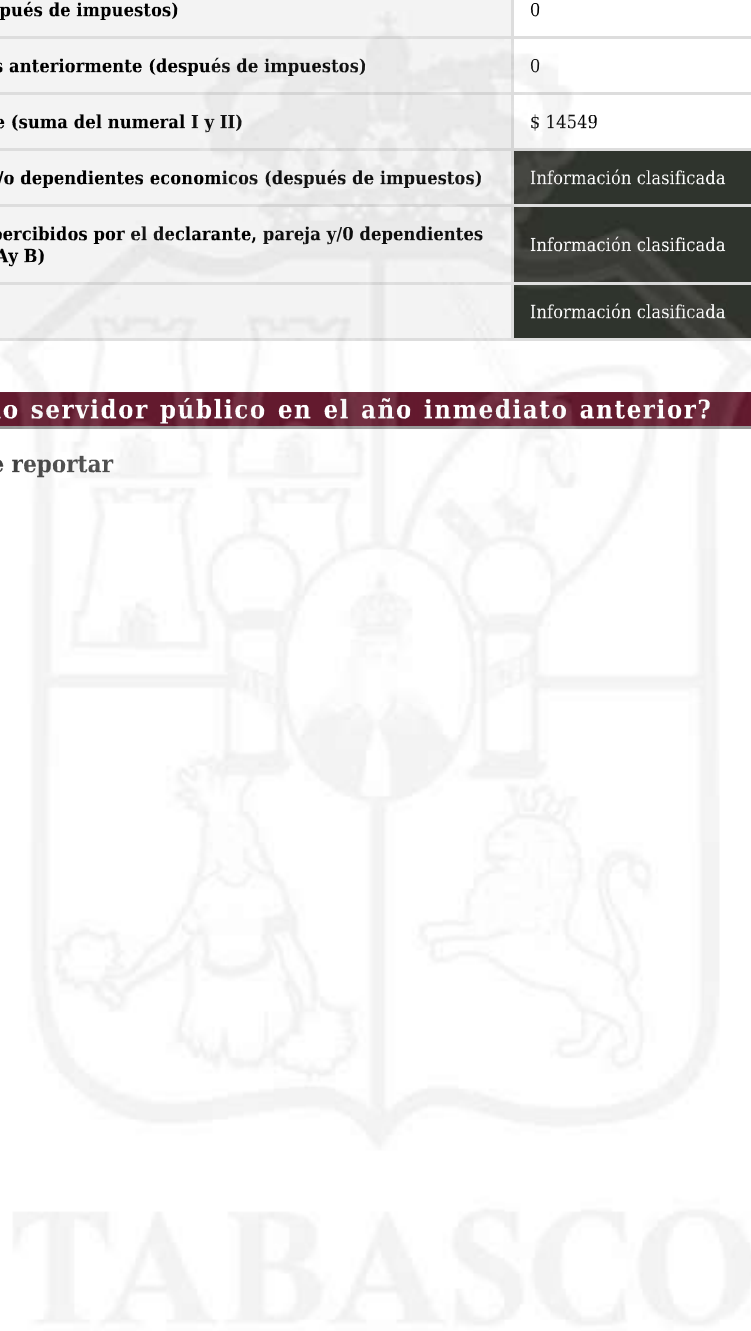 pués de impuestos)
0
s anteriormente (después de impuestos)
0
e (suma del numeral I y II)
$ 14549
/o dependientes economicos (después de impuestos)
Información clasificada
percibidos por el declarante, pareja y/0 dependientes
Ay B)
Información clasificada
Información clasificada
o servidor público en el año inmediato anterior?
e reportar
TABASCO